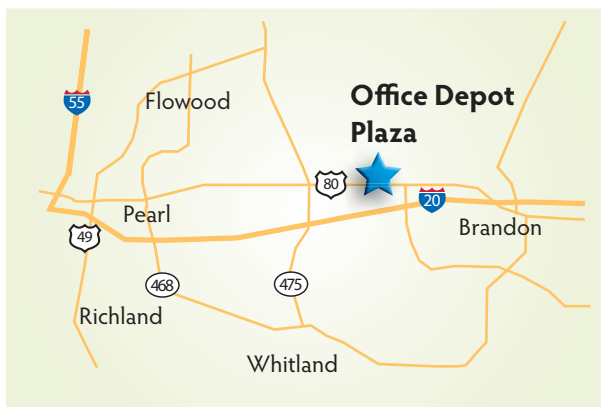 55
Flowood
Office Depot
Plaza
80
20
Pearl
49
Brandon
468
475
Richland
Whitland